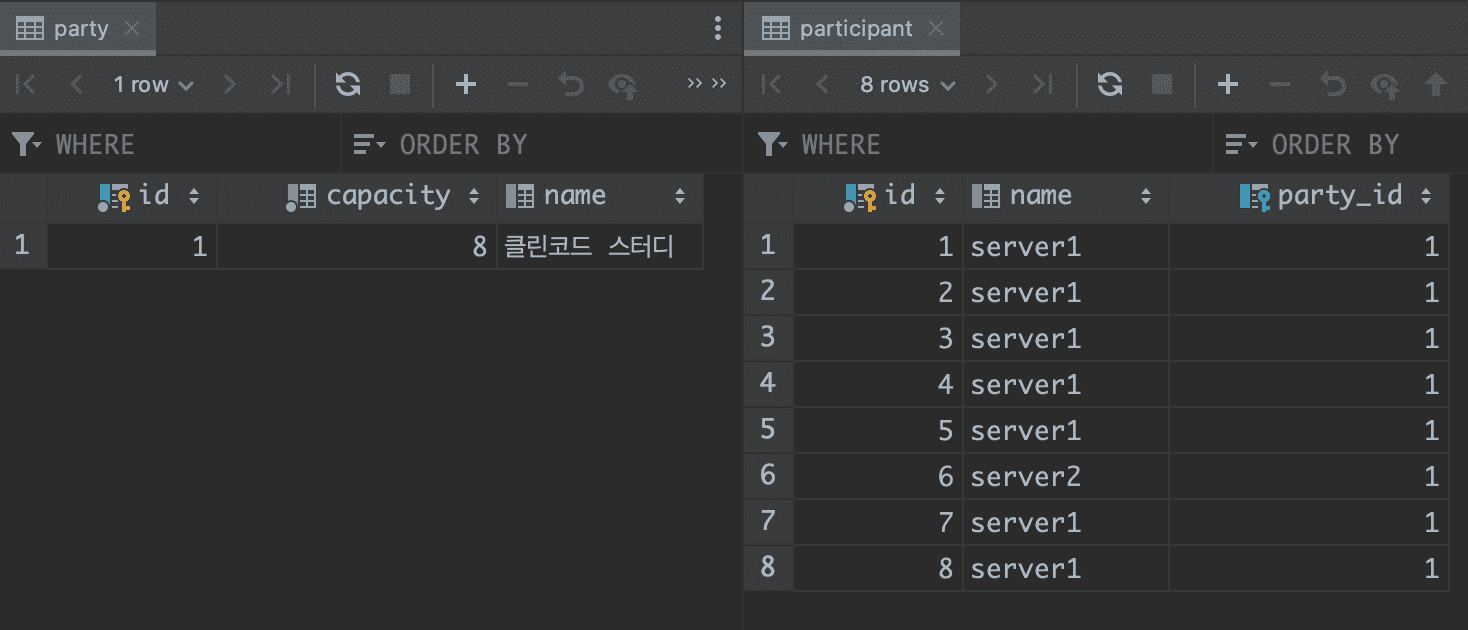 party
1 row
WHERE ORDER BY
id capacity name
1 1 8 클린코드 스터디
participant
8 rows
WHERE ORDER BY
id name party_id
1 1 server1 1
2 2 server1 1
3 3 server1 1
4 4 server1 1
5 5 server1 1
6 6 server2 1
7 7 server1 1
8 8 server1 1